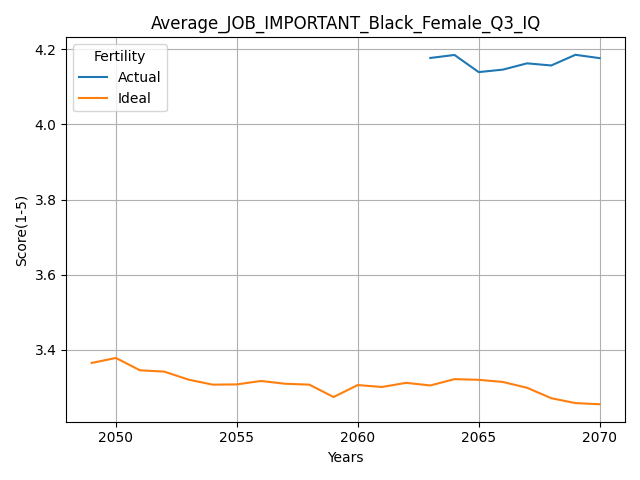 Average_JOB_IMPORTANT_Black_Female_Q3_IQ
Fertility
Actual
Ideal
Score(1-5)
4.2
4.0
3.8
3.6
3.4
2050
2055
2060
2065
2070
Years